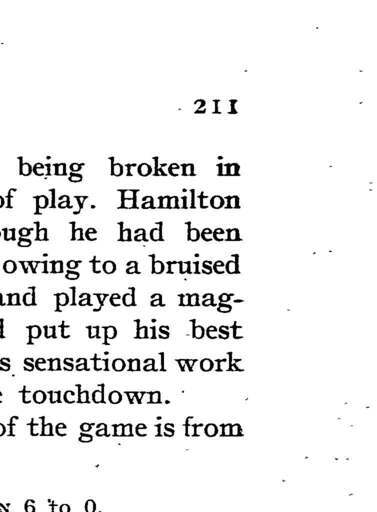 211
being broken in
of play. Hamilton
ough he had been
owing to a bruised
and played a mag-
put up his best
s sensational work
touchdown.
of the game is from
6 to 0.